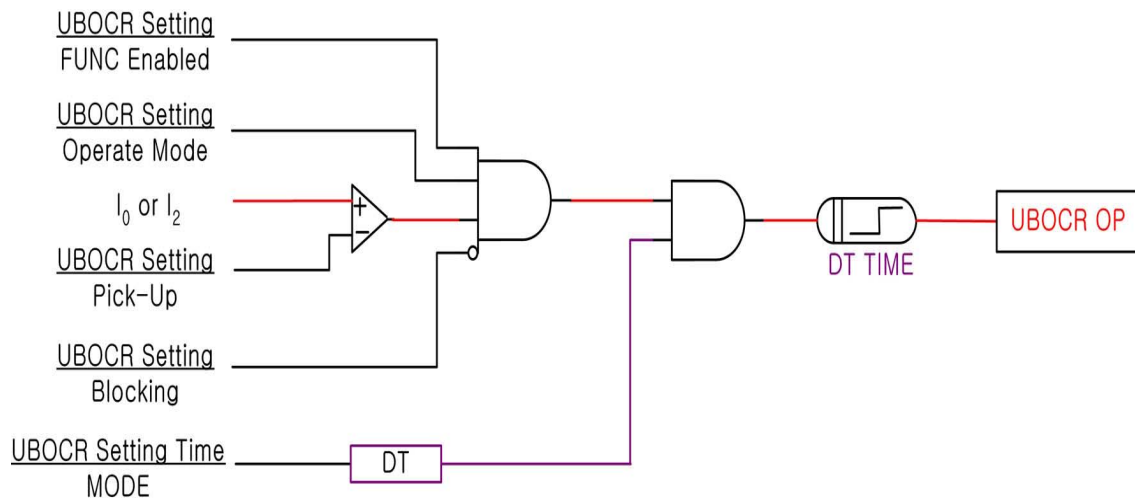 UBOCR Setting
FUNC Enabled
UBOCR Setting
Operate Mode
I₀ or I₂
+
−
UBOCR Setting
Pick-Up
UBOCR Setting
Blocking
UBOCR Setting Time
MODE
DT
DT TIME
UBOCR OP